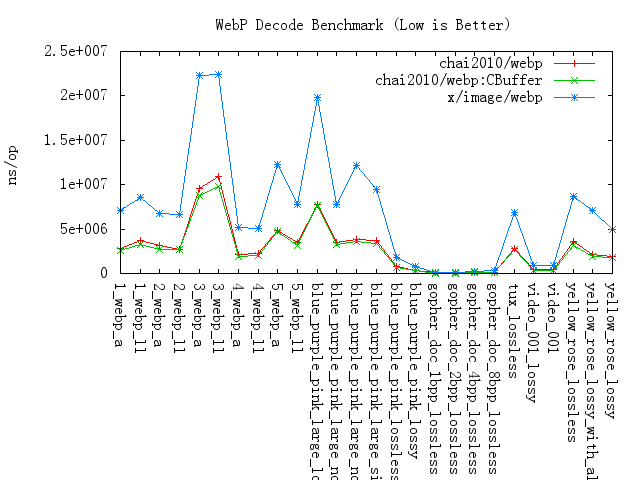 WebP Decode Benchmark (Low is Better)
2.5e+007
2e+007
1.5e+007
1e+007
5e+006
0
ns/op
chai2010/webp
chai2010/webp:CBuffer
x/image/webp
1_webp_a
1_webp_ll
2_webp_a
2_webp_ll
3_webp_a
3_webp_ll
4_webp_a
4_webp_ll
5_webp_a
5_webp_ll
blue_purple_pink_large_lo
blue_purple_pink_large_no
blue_purple_pink_large_no
blue_purple_pink_large_si
blue_purple_pink_lossless
blue_purple_pink_lossy
gopher_doc_1bpp_lossless
gopher_doc_2bpp_lossless
gopher_doc_4bpp_lossless
gopher_doc_8bpp_lossless
tux_lossless
video_001_lossy
video_001
yellow_rose_lossless
yellow_rose_lossy_with_al
yellow_rose_lossy